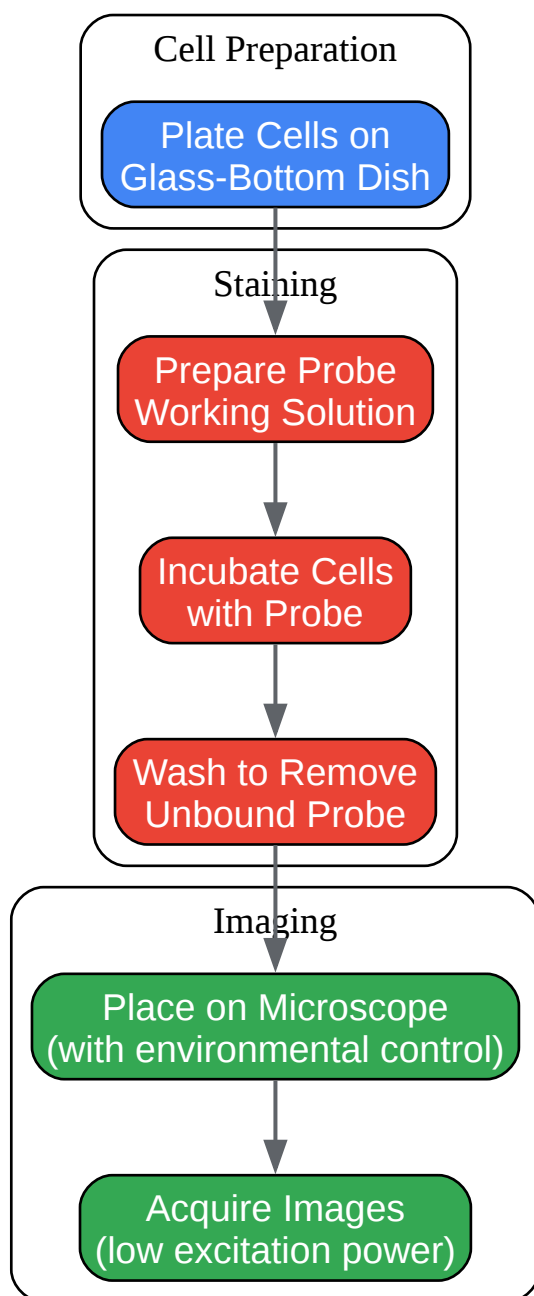 Cell Preparation
Plate Cells on
Glass-Bottom Dish
Staining
Prepare Probe
Working Solution
Incubate Cells
with Probe
Wash to Remove
Unbound Probe
Imaging
Place on Microscope
(with environmental control)
Acquire Images
(low excitation power)